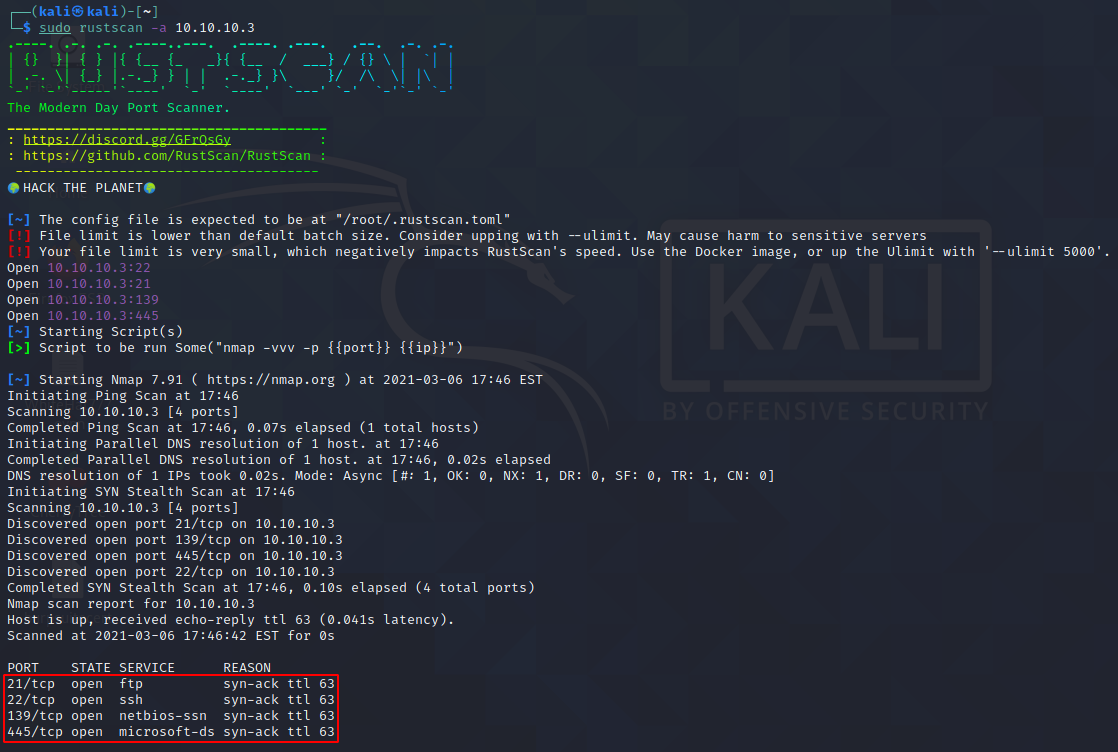 ┌──(kali㉿kali)-[~]
└─$ sudo rustscan -a 10.10.10.3
.----. .-. .-. .----..---.  .----. .---.   .--.  .-. .-.
| {}  }| { } |{ {__ {_   _}{ {__  /  ___} / {} \ |  `| |
| .-. \| {_} |.-._} } | |  .-._} }\     }/  /\  \| |\  |
`-' `-'`-----'`----'  `-'  `----'  `---' `-'  `-'`-' `-'
The Modern Day Port Scanner.
________________________________________
: https://discord.gg/GFrQsGy           :
: https://github.com/RustScan/RustScan :
 --------------------------------------
🌍HACK THE PLANET🌍
[~] The config file is expected to be at "/root/.rustscan.toml"
[!] File limit is lower than default batch size. Consider upping with --ulimit. May cause harm to sensitive servers
[!] Your file limit is very small, which negatively impacts RustScan's speed. Use the Docker image, or up the Ulimit with '--ulimit 5000'.
Open 10.10.10.3:22
Open 10.10.10.3:21
Open 10.10.10.3:139
Open 10.10.10.3:445
[~] Starting Script(s)
[>] Script to be run Some("nmap -vvv -p {{port}} {{ip}}")
[~] Starting Nmap 7.91 ( https://nmap.org ) at 2021-03-06 17:46 EST
Initiating Ping Scan at 17:46
Scanning 10.10.10.3 [4 ports]
Completed Ping Scan at 17:46, 0.07s elapsed (1 total hosts)
Initiating Parallel DNS resolution of 1 host. at 17:46
Completed Parallel DNS resolution of 1 host. at 17:46, 0.02s elapsed
DNS resolution of 1 IPs took 0.02s. Mode: Async [#: 1, OK: 0, NX: 1, DR: 0, SF: 0, TR: 1, CN: 0]
Initiating SYN Stealth Scan at 17:46
Scanning 10.10.10.3 [4 ports]
Discovered open port 21/tcp on 10.10.10.3
Discovered open port 139/tcp on 10.10.10.3
Discovered open port 445/tcp on 10.10.10.3
Discovered open port 22/tcp on 10.10.10.3
Completed SYN Stealth Scan at 17:46, 0.10s elapsed (4 total ports)
Nmap scan report for 10.10.10.3
Host is up, received echo-reply ttl 63 (0.041s latency).
Scanned at 2021-03-06 17:46:42 EST for 0s
PORT    STATE SERVICE      REASON
21/tcp  open  ftp          syn-ack ttl 63
22/tcp  open  ssh          syn-ack ttl 63
139/tcp open  netbios-ssn  syn-ack ttl 63
445/tcp open  microsoft-ds syn-ack ttl 63
KALI
BY OFFENSIVE SECURITY